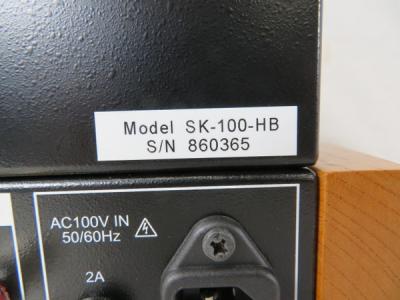 Model SK-100-HB
S/N 860365
AC100V IN
50/60Hz
2A